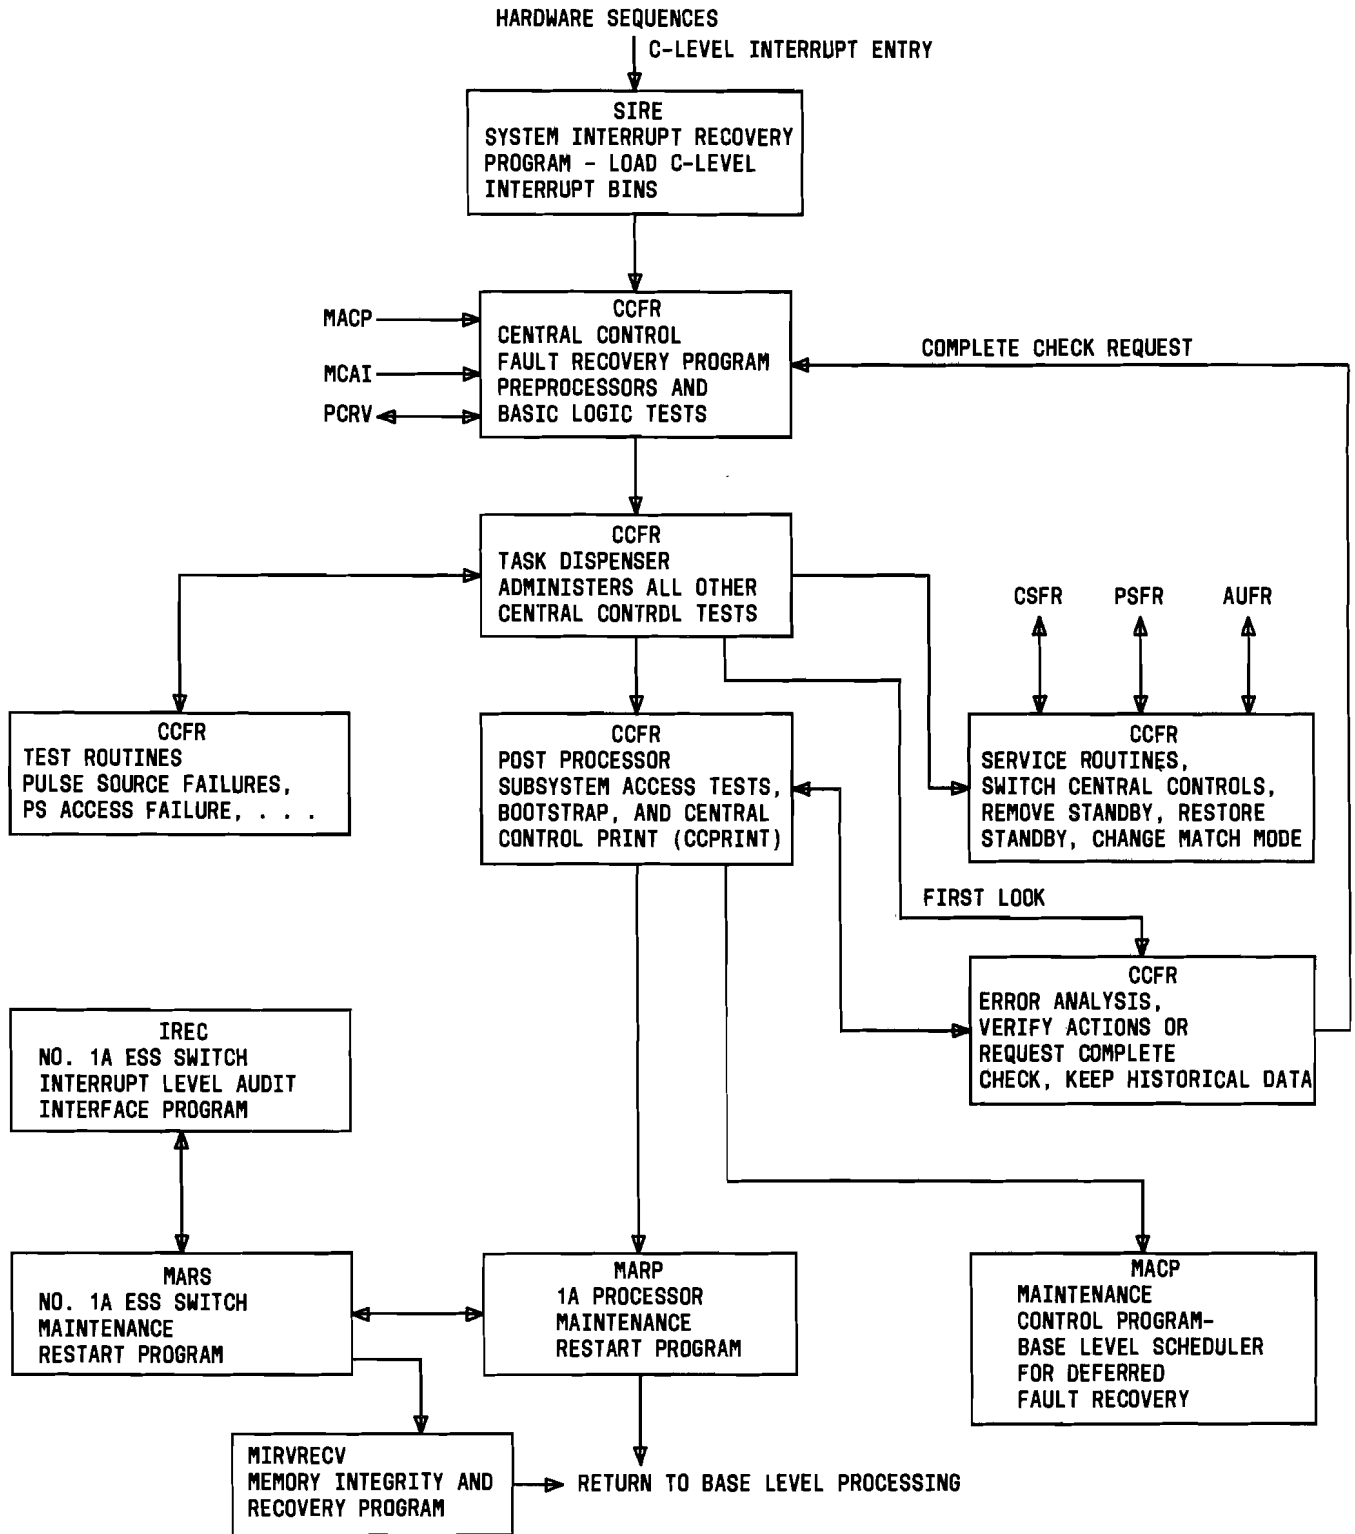 HARDWARE SEQUENCES
C-LEVEL INTERRUPT ENTRY
SIRE
SYSTEM INTERRUPT RECOVERY
PROGRAM - LOAD C-LEVEL
INTERRUPT BINS
MACP
MCAI
PCRV
CCFR
CENTRAL CONTROL
FAULT RECOVERY PROGRAM
PREPROCESSORS AND
BASIC LOGIC TESTS
COMPLETE CHECK REQUEST
CCFR
TASK DISPENSER
ADMINISTERS ALL OTHER
CENTRAL CONTROL TESTS
CSFR PSFR AUFR
CCFR
TEST ROUTINES
PULSE SOURCE FAILURES,
PS ACCESS FAILURE, . . .
CCFR
POST PROCESSOR
SUBSYSTEM ACCESS TESTS,
BOOTSTRAP, AND CENTRAL
CONTROL PRINT (CCPRINT)
CCFR
SERVICE ROUTINES,
SWITCH CENTRAL CONTROLS,
REMOVE STANDBY, RESTORE
STANDBY, CHANGE MATCH MODE
FIRST LOOK
CCFR
ERROR ANALYSIS,
VERIFY ACTIONS OR
REQUEST COMPLETE
CHECK, KEEP HISTORICAL DATA
IREC
NO. 1A ESS SWITCH
INTERRUPT LEVEL AUDIT
INTERFACE PROGRAM
MARS
NO. 1A ESS SWITCH
MAINTENANCE
RESTART PROGRAM
MARP
1A PROCESSOR
MAINTENANCE
RESTART PROGRAM
MACP
MAINTENANCE
CONTROL PROGRAM-
BASE LEVEL SCHEDULER
FOR DEFERRED
FAULT RECOVERY
MIRVRECV
MEMORY INTEGRITY AND
RECOVERY PROGRAM
RETURN TO BASE LEVEL PROCESSING